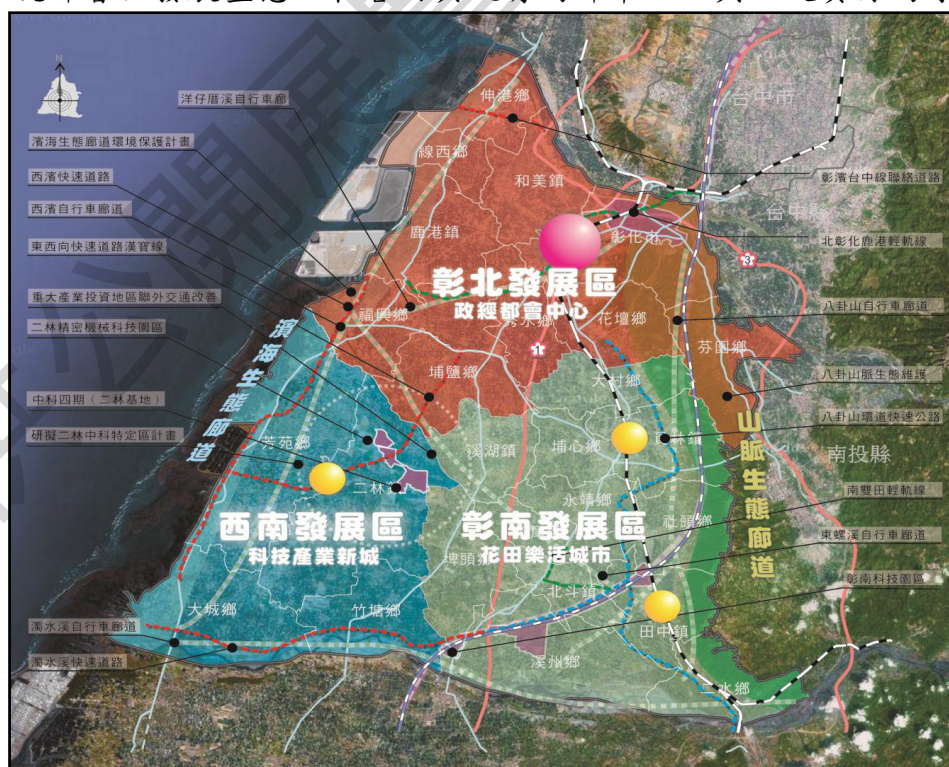 N
伸港鄉
洋仔厝溪自行車廊
台中市
濱海生態廊道環境保護計畫
線西鄉
彰濱台中線聯絡道路
西濱快速道路
和美鎮
西濱自行車廊道
鹿港鎮
彰化市
北彰化鹿港輕軌線
東西向快速道路漢寶線
3
彰北發展區
政經都會中心
重大產業投資地區聯外交通改善
福興鄉
秀水鄉
花壇鄉
八卦山自行車廊道
二林精密機械科技園區
芬園鄉
1
濱海生態廊道
埔鹽鄉
大村鄉
八卦山脈生態維護
中科四期（二林基地）
山脈生態廊道
研擬二林中科特定區計畫
芳苑鄉
溪湖鎮
埔心鄉
八卦山環道快速公路
南投縣
二林
永靖鄉
南雙田輕軌線
西南發展區
科技產業新城
彰南發展區
花田樂活城市
社頭鄉
東螺溪自行車廊道
埤頭鄉
北斗鎮
彰南科技園區
大城鄉
竹塘鄉
田中鎮
濁水溪自行車廊道
溪州鄉
濁水溪快速道路
二水鄉